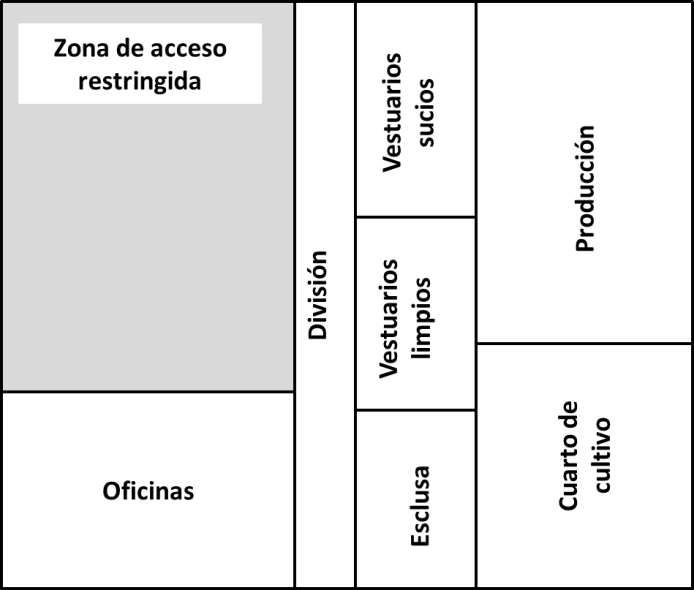 Zona de acceso
restringida
Oficinas
División
Vestuarios
sucios
Vestuarios
limpios
Esclusa
Producción
Cuarto de
cultivo